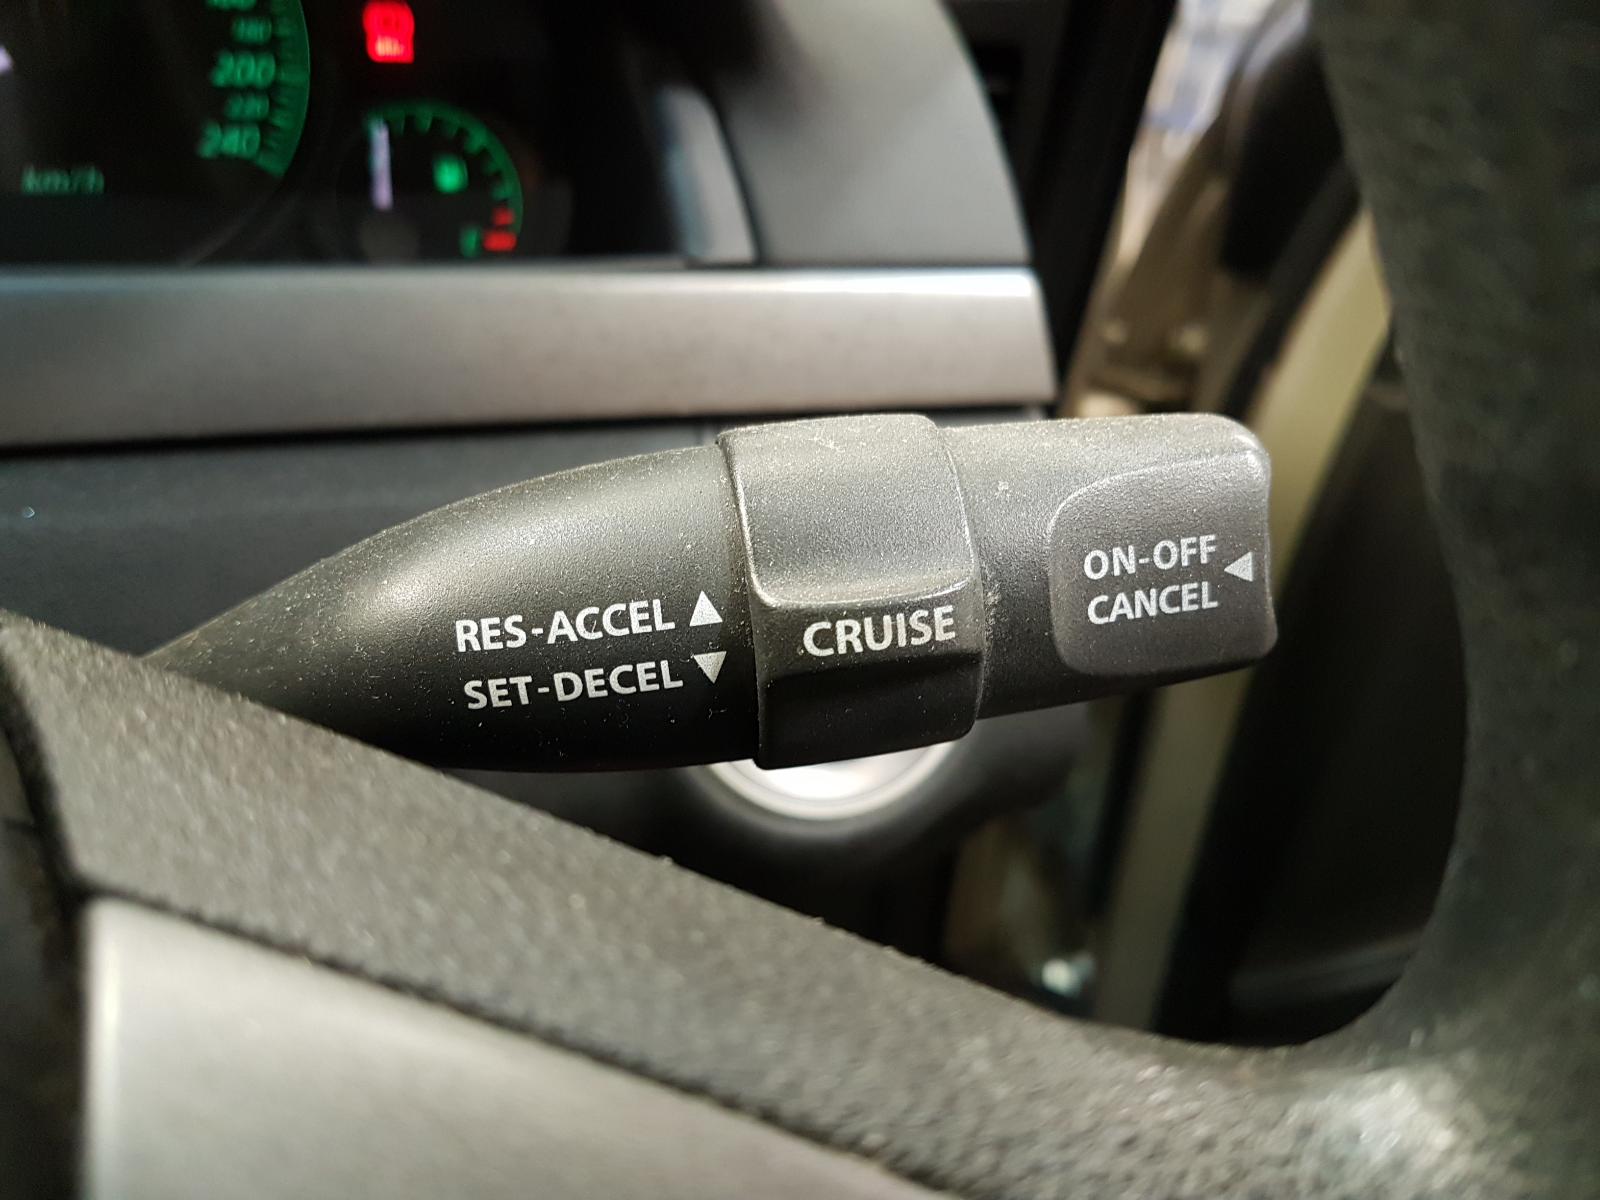 200
220
240
km/h
RES-ACCEL ▲
SET-DECEL ▼
CRUISE
ON-OFF ◀
CANCEL